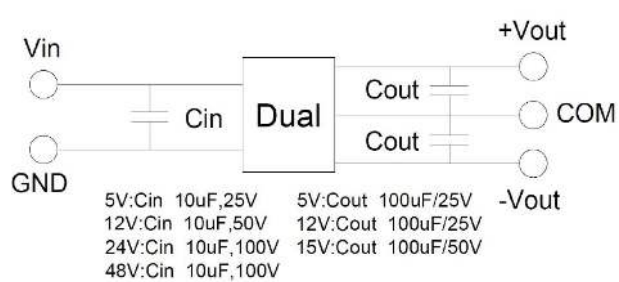 +Vout
Vin
Cout
Cin Dual COM
Cout
GND
-Vout
5V:Cin 10uF,25V 5V:Cout 100uF/25V
12V:Cin 10uF,50V 12V:Cout 100uF/25V
24V:Cin 10uF,100V 15V:Cout 100uF/50V
48V:Cin 10uF,100V